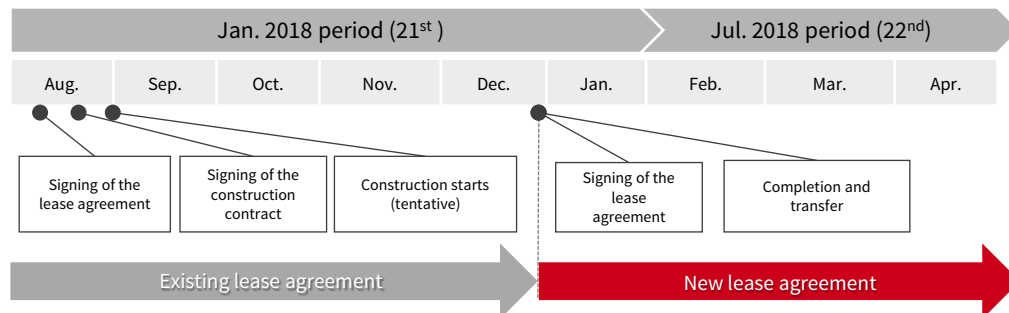 Jan. 2018 period (21st )
Jul. 2018 period (22nd)
Aug.
Sep.
Oct.
Nov.
Dec.
Jan.
Feb.
Mar.
Apr.
Signing of the
lease agreement
Signing of the
construction
contract
Construction starts
(tentative)
Signing of the
lease
agreement
Completion and
transfer
Existing lease agreement
New lease agreement